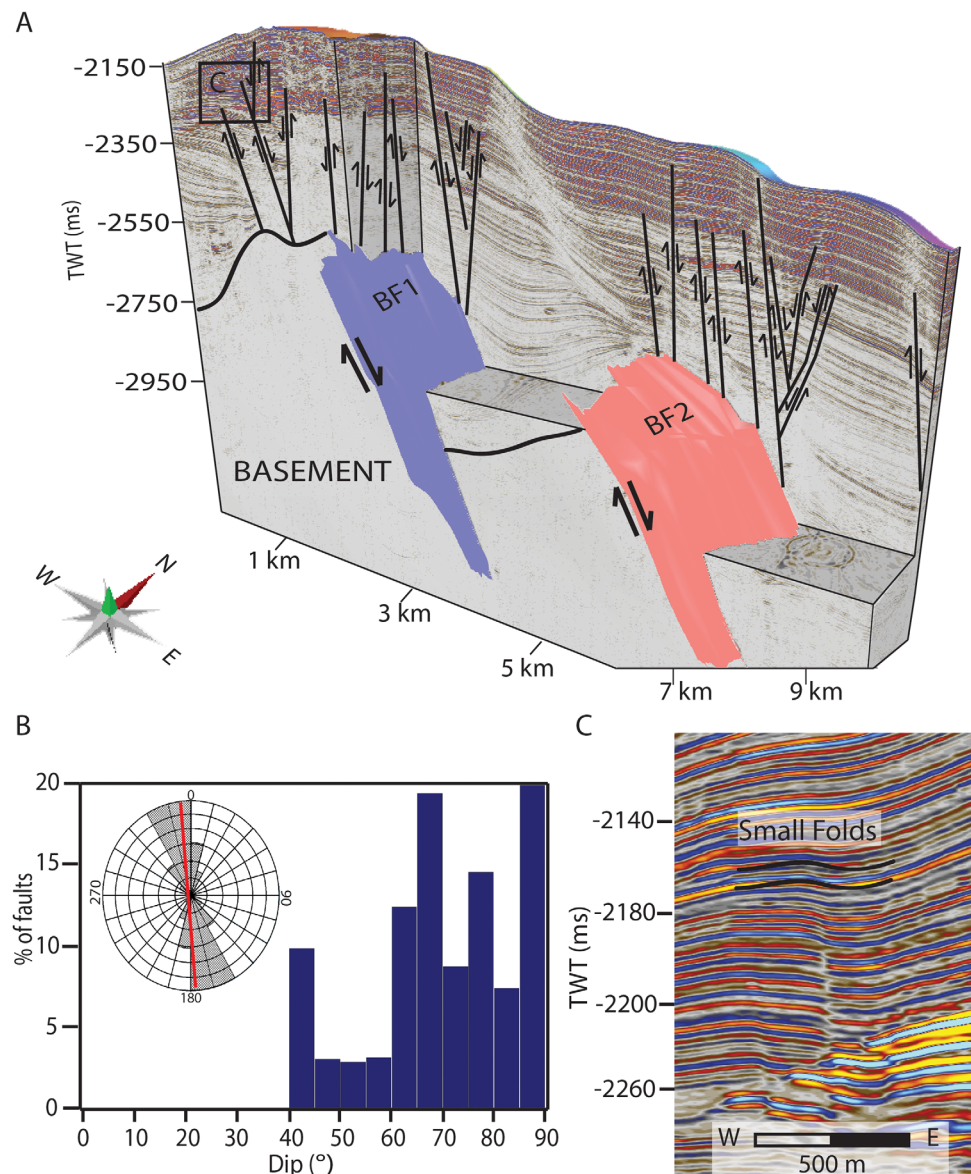 A
-2150
C
-2350
-2550
TWT (ms)
-2750
-2950
BF1
BF2
BASEMENT
1 km
3 km
5 km
7 km
9 km
W
N
E
B
20
15
10
5
0
% of faults
0
270
90
180
0
10
20
30
40
50
60
70
80
90
Dip (°)
C
-2140
Small Folds
-2180
TWT (ms)
-2200
-2260
W
E
500 m